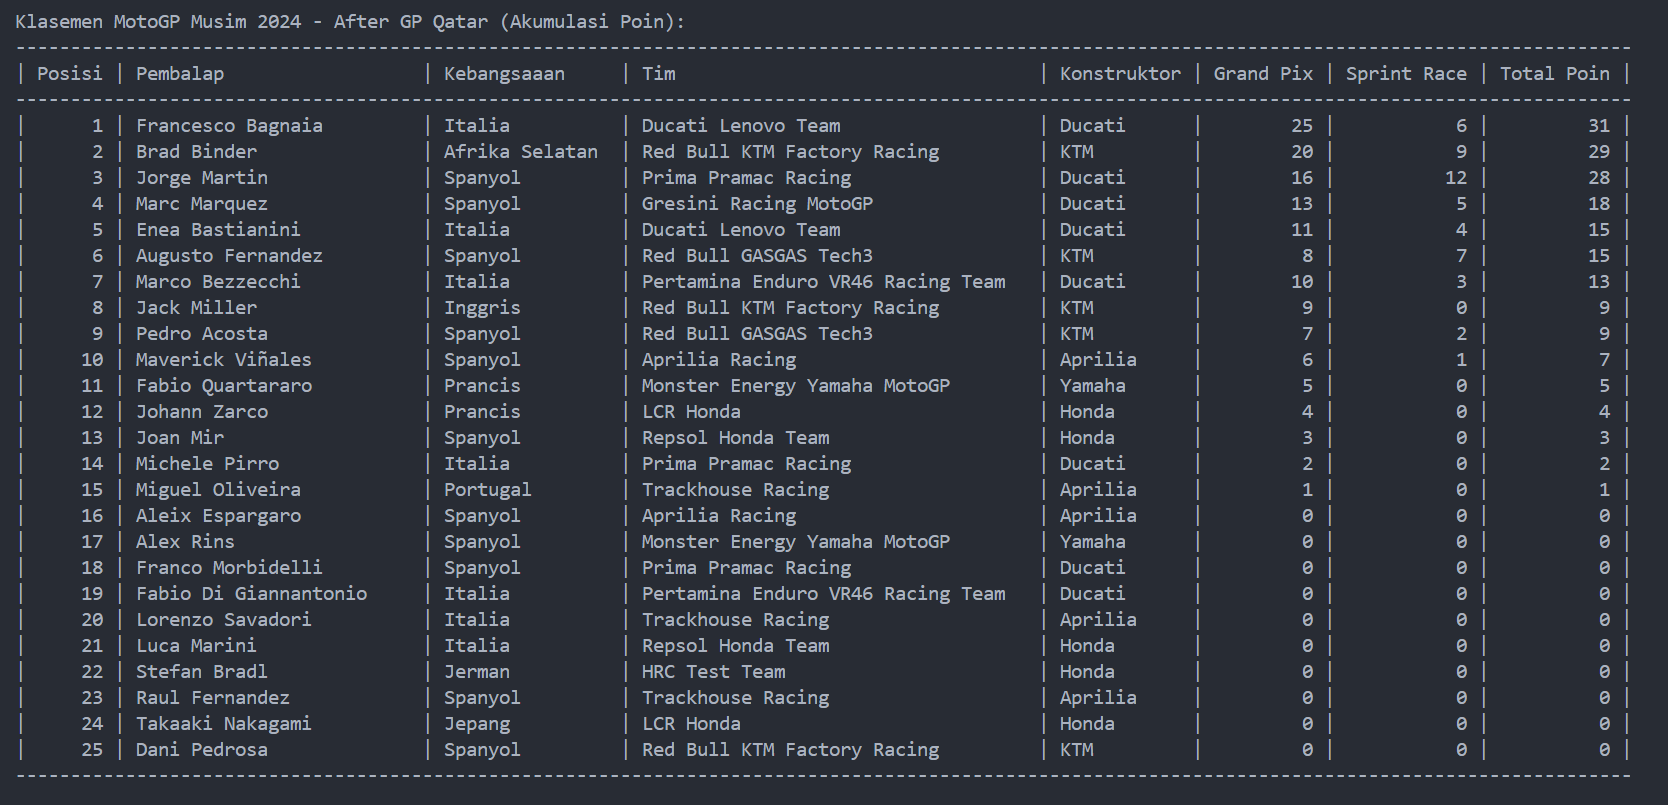 Klasemen MotoGP Musim 2024 - After GP Qatar (Akumulasi Poin):
| Posisi | Pembalap | Kebangsaaan | Tim | Konstruktor | Grand Pix | Sprint Race | Total Poin |
| 1 | Francesco Bagnaia | Italia | Ducati Lenovo Team | Ducati | 25 | 6 | 31 |
| 2 | Brad Binder | Afrika Selatan | Red Bull KTM Factory Racing | KTM | 20 | 9 | 29 |
| 3 | Jorge Martin | Spanyol | Prima Pramac Racing | Ducati | 16 | 12 | 28 |
| 4 | Marc Marquez | Spanyol | Gresini Racing MotoGP | Ducati | 13 | 5 | 18 |
| 5 | Enea Bastianini | Italia | Ducati Lenovo Team | Ducati | 11 | 4 | 15 |
| 6 | Augusto Fernandez | Spanyol | Red Bull GASGAS Tech3 | KTM | 8 | 7 | 15 |
| 7 | Marco Bezzecchi | Italia | Pertamina Enduro VR46 Racing Team | Ducati | 10 | 3 | 13 |
| 8 | Jack Miller | Inggris | Red Bull KTM Factory Racing | KTM | 9 | 0 | 9 |
| 9 | Pedro Acosta | Spanyol | Red Bull GASGAS Tech3 | KTM | 7 | 2 | 9 |
| 10 | Maverick Viñales | Spanyol | Aprilia Racing | Aprilia | 6 | 1 | 7 |
| 11 | Fabio Quartararo | Prancis | Monster Energy Yamaha MotoGP | Yamaha | 5 | 0 | 5 |
| 12 | Johann Zarco | Prancis | LCR Honda | Honda | 4 | 0 | 4 |
| 13 | Joan Mir | Spanyol | Repsol Honda Team | Honda | 3 | 0 | 3 |
| 14 | Michele Pirro | Italia | Prima Pramac Racing | Ducati | 2 | 0 | 2 |
| 15 | Miguel Oliveira | Portugal | Trackhouse Racing | Aprilia | 1 | 0 | 1 |
| 16 | Aleix Espargaro | Spanyol | Aprilia Racing | Aprilia | 0 | 0 | 0 |
| 17 | Alex Rins | Spanyol | Monster Energy Yamaha MotoGP | Yamaha | 0 | 0 | 0 |
| 18 | Franco Morbidelli | Spanyol | Prima Pramac Racing | Ducati | 0 | 0 | 0 |
| 19 | Fabio Di Giannantonio | Italia | Pertamina Enduro VR46 Racing Team | Ducati | 0 | 0 | 0 |
| 20 | Lorenzo Savadori | Italia | Trackhouse Racing | Aprilia | 0 | 0 | 0 |
| 21 | Luca Marini | Italia | Repsol Honda Team | Honda | 0 | 0 | 0 |
| 22 | Stefan Bradl | Jerman | HRC Test Team | Honda | 0 | 0 | 0 |
| 23 | Raul Fernandez | Spanyol | Trackhouse Racing | Aprilia | 0 | 0 | 0 |
| 24 | Takaaki Nakagami | Jepang | LCR Honda | Honda | 0 | 0 | 0 |
| 25 | Dani Pedrosa | Spanyol | Red Bull KTM Factory Racing | KTM | 0 | 0 | 0 |